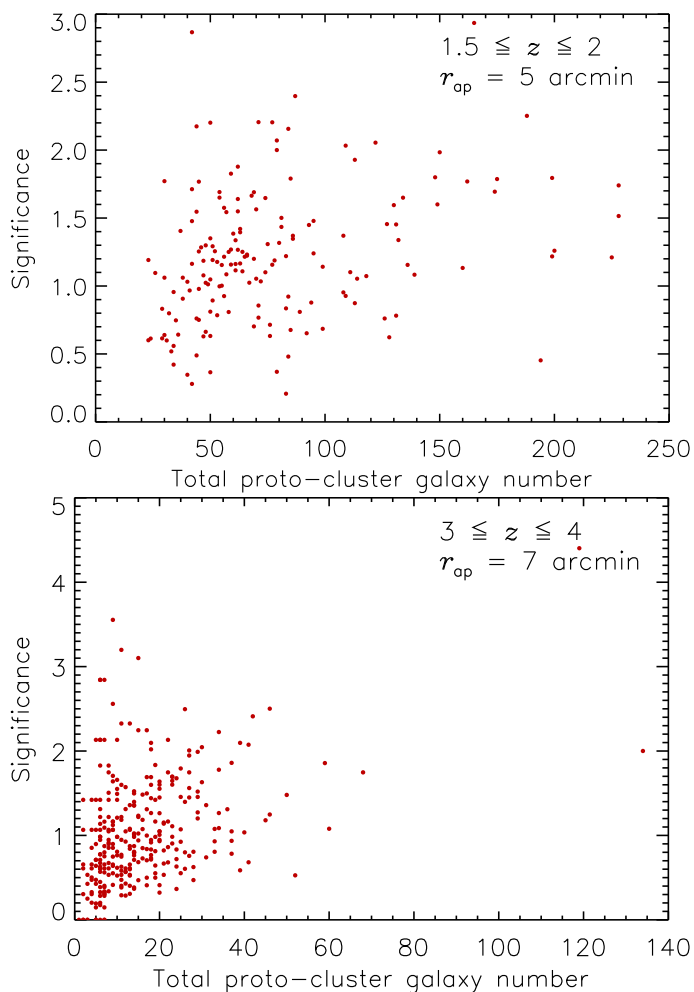 3.0
2.5
2.0
1.5
1.0
0.5
0.0
Significance
1.5 ≦ z ≦ 2
r_ap = 5 arcmin
0 50 100 150 200 250
Total proto-cluster galaxy number
5
4
3
2
1
0
Significance
3 ≦ z ≦ 4
r_ap = 7 arcmin
0 20 40 60 80 100 120 140
Total proto-cluster galaxy number